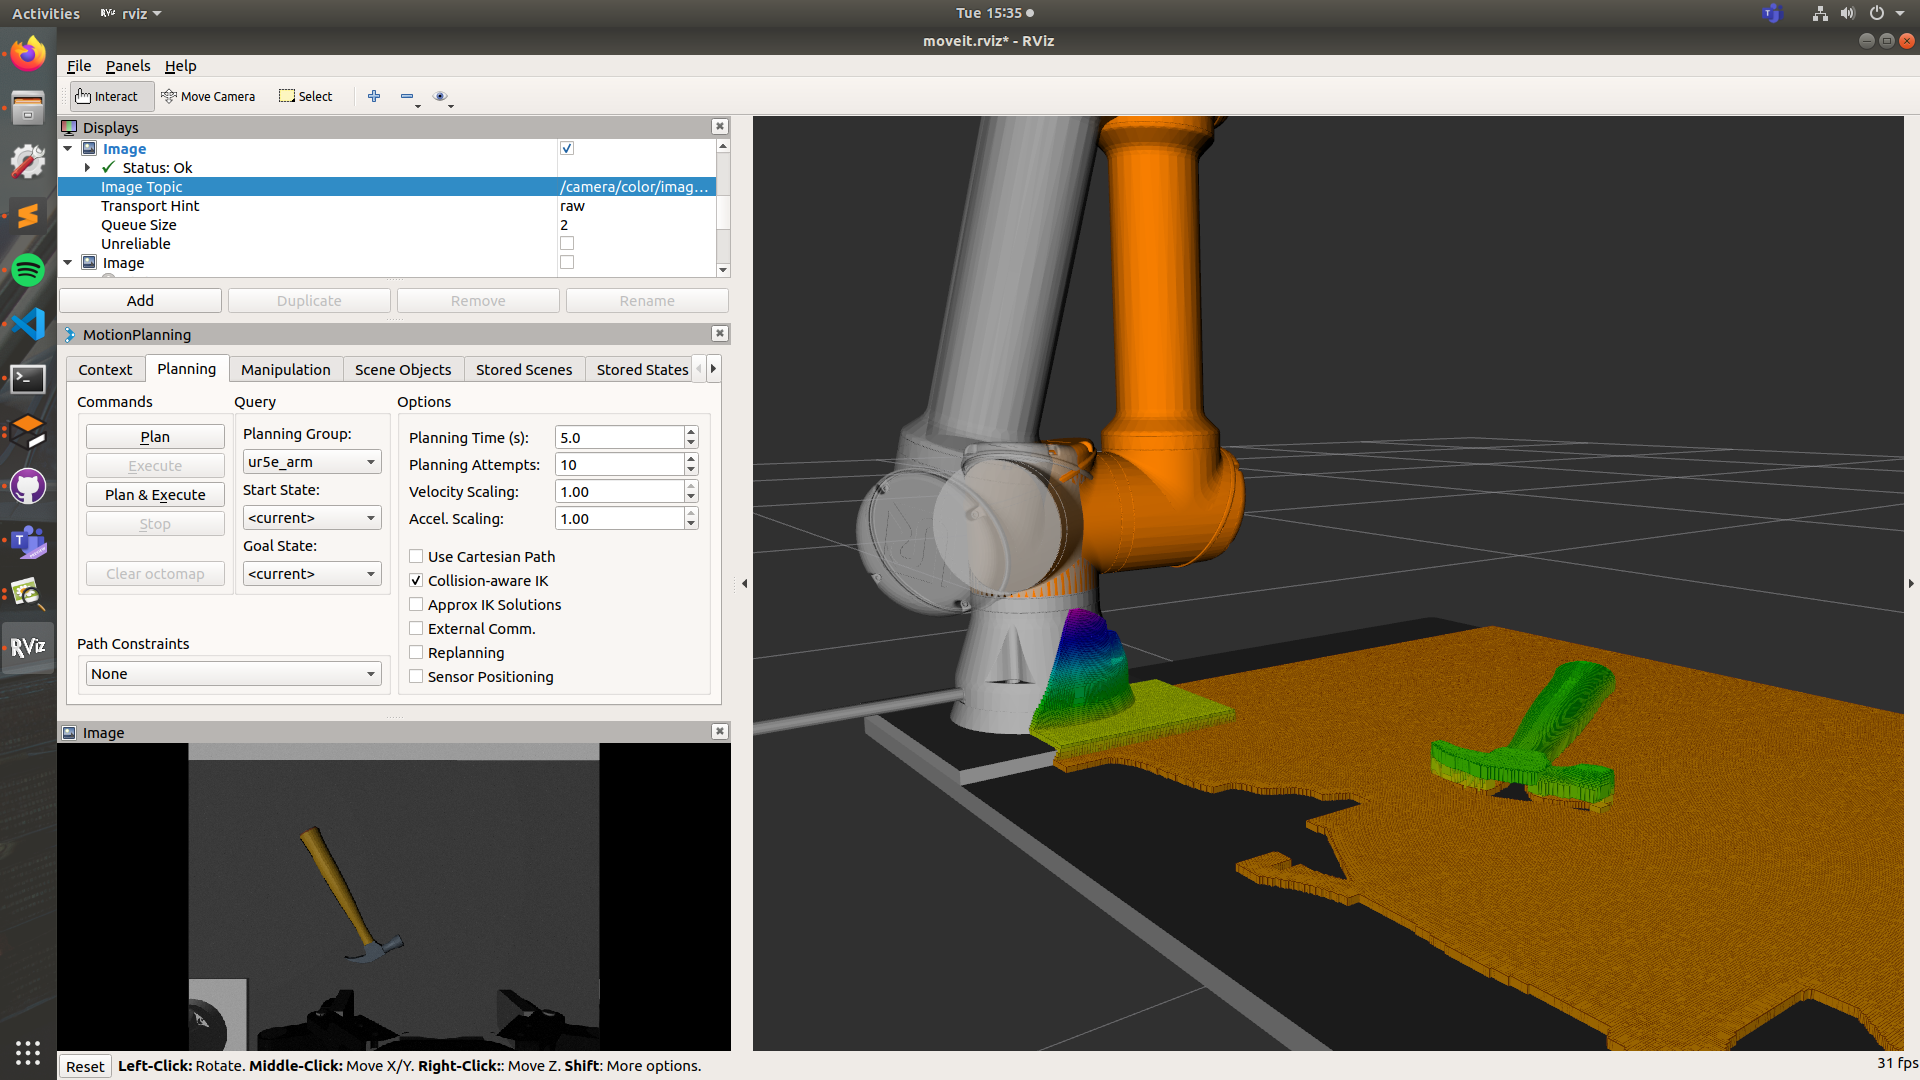 Activities
RViz
rviz
Tue 15:35
moveit.rviz* - RViz
File Panels Help
Interact Move Camera Select
Displays
Image
Status: Ok
Image Topic /camera/color/imag…
Transport Hint raw
Queue Size 2
Unreliable
Image
Add Duplicate Remove Rename
MotionPlanning
Context Planning Manipulation Scene Objects Stored Scenes Stored States
Commands Query Options
Plan
Execute
Plan & Execute
Stop
Clear octomap
Planning Group:
ur5e_arm
Start State:
<current>
Goal State:
<current>
Planning Time (s): 5.0
Planning Attempts: 10
Velocity Scaling: 1.00
Accel. Scaling: 1.00
Use Cartesian Path
Collision-aware IK
Approx IK Solutions
External Comm.
Replanning
Sensor Positioning
Path Constraints
None
RViz
Image
Reset Left-Click: Rotate. Middle-Click: Move X/Y. Right-Click:: Move Z. Shift: More options.
31 fps